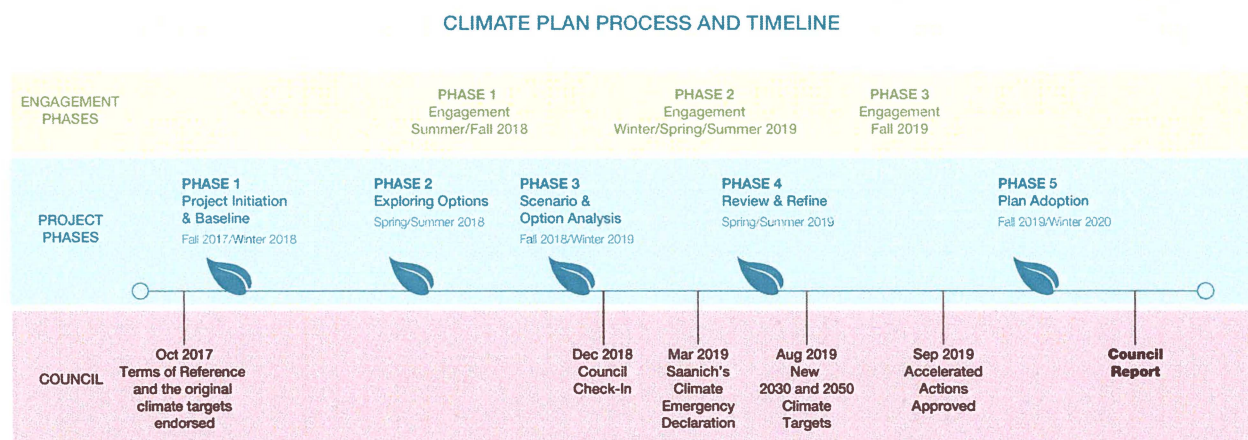 CLIMATE PLAN PROCESS AND TIMELINE
ENGAGEMENT
PHASES
PHASE 1
Engagement
Summer/Fall 2018
PHASE 2
Engagement
Winter/Spring/Summer 2019
PHASE 3
Engagement
Fall 2019
PROJECT
PHASES
PHASE 1
Project Initiation
& Baseline
Fall 2017/Winter 2018
PHASE 2
Exploring Options
Spring/Summer 2018
PHASE 3
Scenario &
Option Analysis
Fall 2018/Winter 2019
PHASE 4
Review & Refine
Spring/Summer 2019
PHASE 5
Plan Adoption
Fall 2019/Winter 2020
COUNCIL
Oct 2017
Terms of Reference
and the original
climate targets
endorsed
Dec 2018
Council
Check-In
Mar 2019
Saanich's
Climate
Emergency
Declaration
Aug 2019
New
2030 and 2050
Climate
Targets
Sep 2019
Accelerated
Actions
Approved
Council
Report